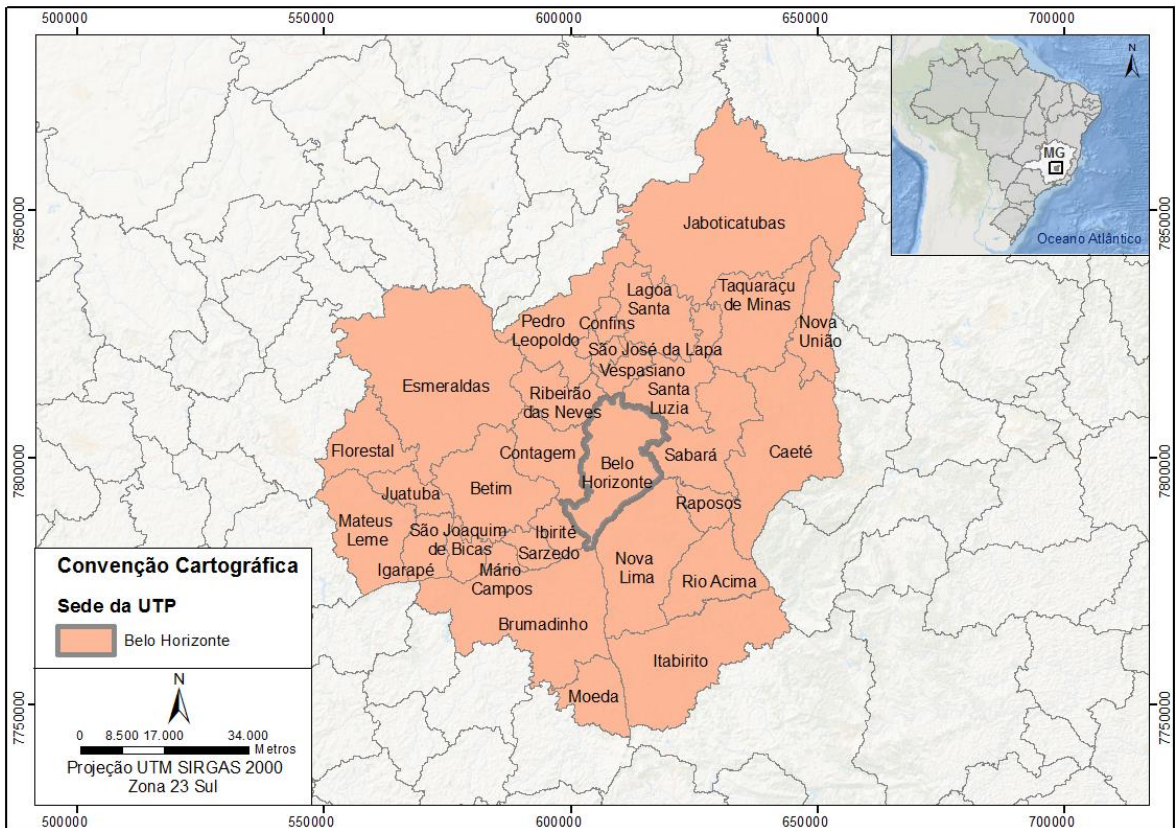 500000 550000 600000 650000 700000
7850000
7850000
7800000
7800000
7750000
7750000
N
MG
Oceano Atlântico
Jaboticatubas
Lagoa
Santa
Taquaraçu
de Minas
Nova
União
Pedro
Leopoldo
Confins
São José da Lapa
Vespasiano
Esmeraldas
Ribeirão
das Neves
Santa
Luzia
Florestal
Contagem
Belo
Horizonte
Sabará
Caeté
Juatuba
Betim
Raposos
Mateus
Leme
São Joaquim
de Bicas
Ibirité
Sarzedo
Igarapé
Mário
Campos
Nova
Lima
Rio Acima
Brumadinho
Itabirito
Moeda
Convenção Cartográfica
Sede da UTP
Belo Horizonte
N
0 8.500 17.000 34.000
Metros
Projeção UTM SIRGAS 2000
Zona 23 Sul
500000 550000 600000 650000 700000